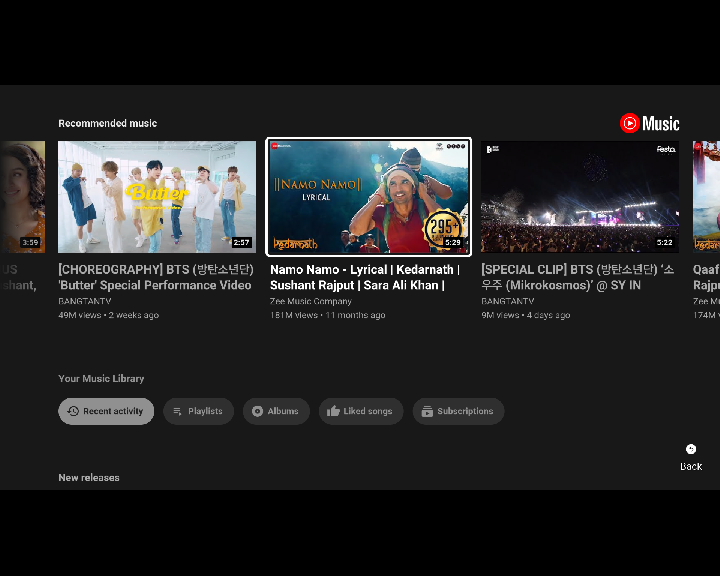 Recommended music
Music
Butter
3:59
2:57
||NAMO NAMO||
LYRICAL
295+
kedarnath
5:29
Festa
5:22
kedarnath
US
shant,
[CHOREOGRAPHY] BTS (방탄소년단)
'Butter' Special Performance Video
BANGTANTV
49M views • 2 weeks ago
Namo Namo - Lyrical | Kedarnath |
Sushant Rajput | Sara Ali Khan |
Zee Music Company
181M views • 11 months ago
[SPECIAL CLIP] BTS (방탄소년단) ‘소
우주 (Mikrokosmos)’ @ SY IN
BANGTANTV
9M views • 4 days ago
Qaaf
Rajpu
Zee Mu
174M v
Your Music Library
Recent activity
Playlists
Albums
Liked songs
Subscriptions
Back
New releases